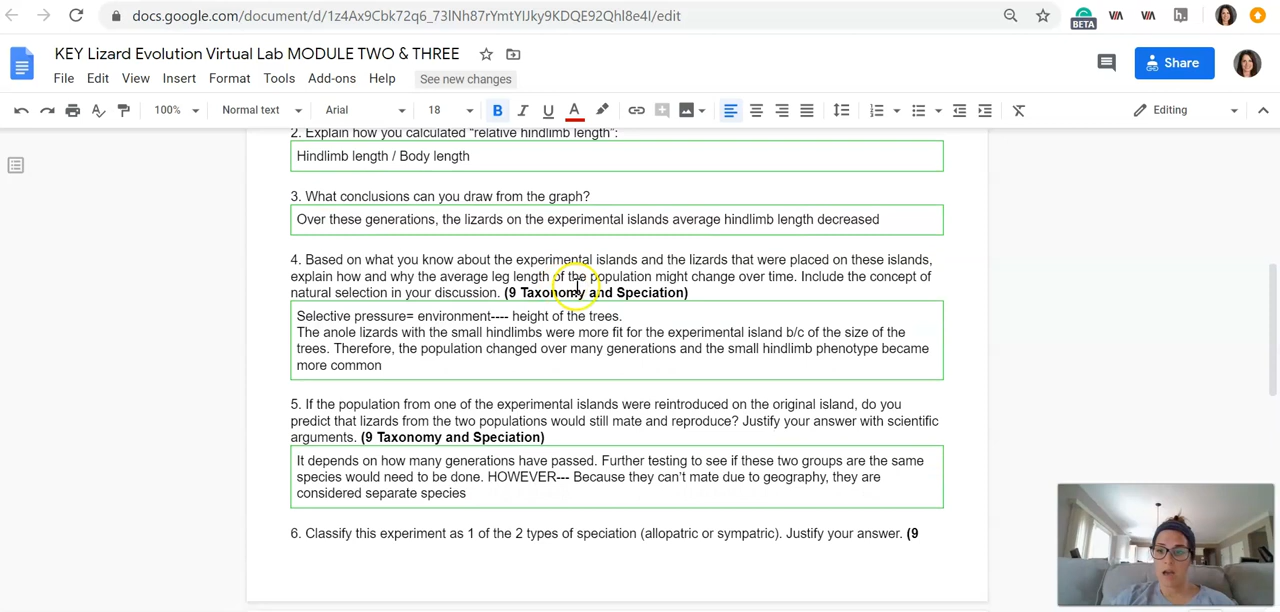 docs.google.com/document/d/1z4Ax9Cbk72q6_73lNh87rYmtYIJky9KDQE92Qhl8e4I/edit
BETA
KEY Lizard Evolution Virtual Lab MODULE TWO & THREE
Share
File Edit View Insert Format Tools Add-ons Help See new changes
100% Normal text Arial 18 B I U A Editing
2. Explain how you calculated "relative hindlimb length":
Hindlimb length / Body length
3. What conclusions can you draw from the graph?
Over these generations, the lizards on the experimental islands average hindlimb length decreased
4. Based on what you know about the experimental islands and the lizards that were placed on these islands,
explain how and why the average leg length of the population might change over time. Include the concept of
natural selection in your discussion. (9 Taxonomy and Speciation)
Selective pressure= environment---- height of the trees.
The anole lizards with the small hindlimbs were more fit for the experimental island b/c of the size of the
trees. Therefore, the population changed over many generations and the small hindlimb phenotype became
more common
5. If the population from one of the experimental islands were reintroduced on the original island, do you
predict that lizards from the two populations would still mate and reproduce? Justify your answer with scientific
arguments. (9 Taxonomy and Speciation)
It depends on how many generations have passed. Further testing to see if these two groups are the same
species would need to be done. HOWEVER--- Because they can't mate due to geography, they are
considered separate species
6. Classify this experiment as 1 of the 2 types of speciation (allopatric or sympatric). Justify your answer. (9